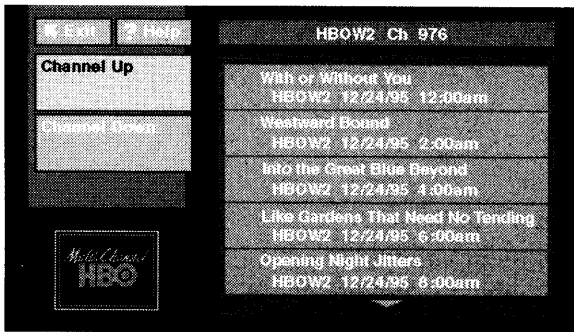 Exit ? Help
HBOW2 Ch 976
Channel Up
Channel Down
With or Without You
HBOW2 12/24/95 12:00am
Westward Bound
HBOW2 12/24/95 2:00am
Into the Great Blue Beyond
HBOW2 12/24/95 4:00am
Like Gardens That Need No Tending
HBOW2 12/24/95 6:00am
Opening Night Jitters
HBOW2 12/24/95 8:00am
Multi Channel
HBO